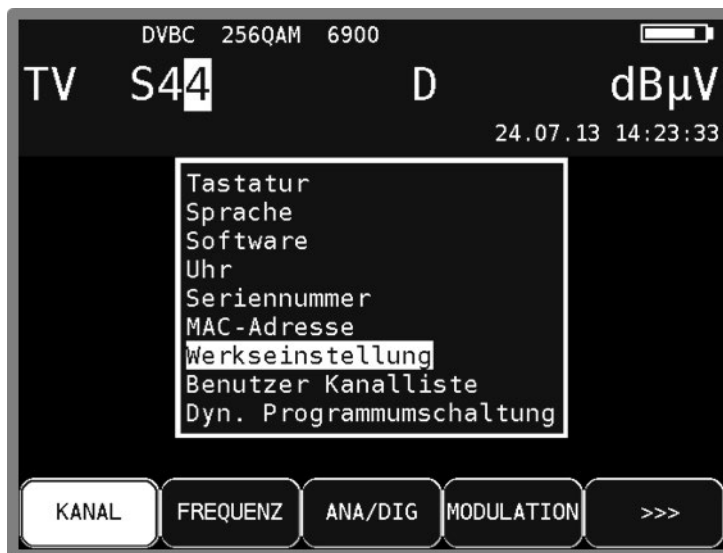 DVBC 256QAM 6900
TV S44 D dBµV
24.07.13 14:23:33
Tastatur
Sprache
Software
Uhr
Seriennummer
MAC-Adresse
Werkseinstellung
Benutzer Kanalliste
Dyn. Programmumschaltung
KANAL FREQUENZ ANA/DIG MODULATION >>>